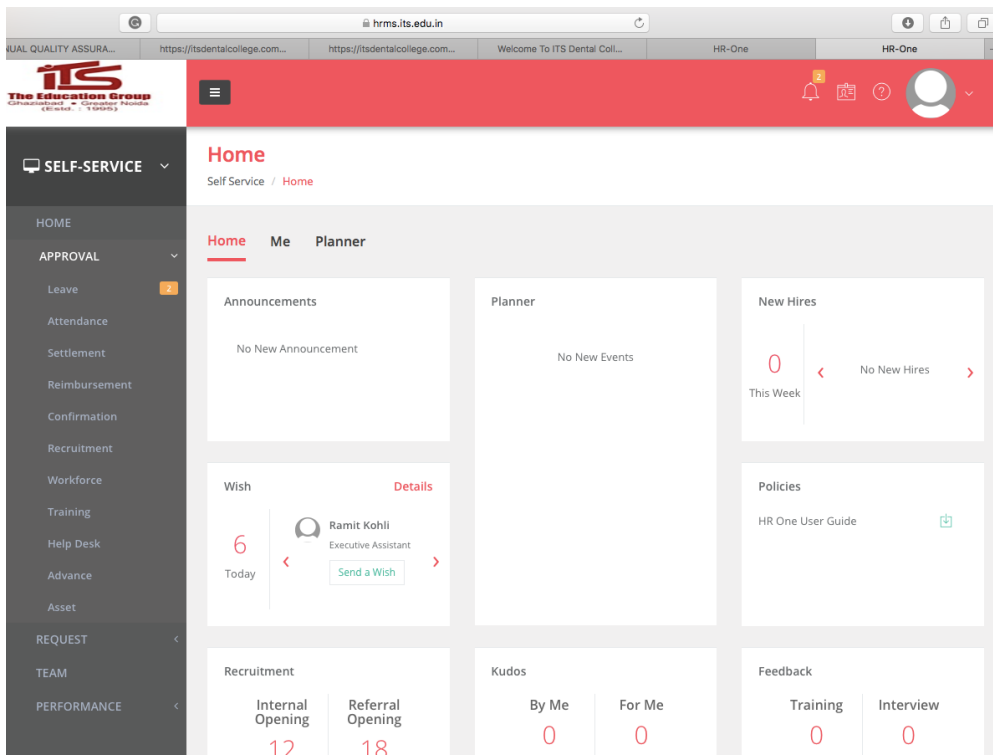 hrms.its.edu.in
NUAL QUALITY ASSURA...
https://itsdentalcollege.com...
https://itsdentalcollege.com...
Welcome To ITS Dental Coll...
HR-One
HR-One
iTS
The Education Group
Ghaziabad • Greater Noida
(Estd. : 1995)
2
SELF-SERVICE
Home
Self Service / Home
HOME
APPROVAL
Leave 2
Attendance
Settlement
Reimbursement
Confirmation
Recruitment
Workforce
Training
Help Desk
Advance
Asset
REQUEST
TEAM
PERFORMANCE
Home Me Planner
Announcements
No New Announcement
Planner
No New Events
New Hires
0
This Week
No New Hires
Wish Details
6
Today
Ramit Kohli
Executive Assistant
Send a Wish
Policies
HR One User Guide
Recruitment
Internal Opening
12
Referral Opening
18
Kudos
By Me
0
For Me
0
Feedback
Training
0
Interview
0